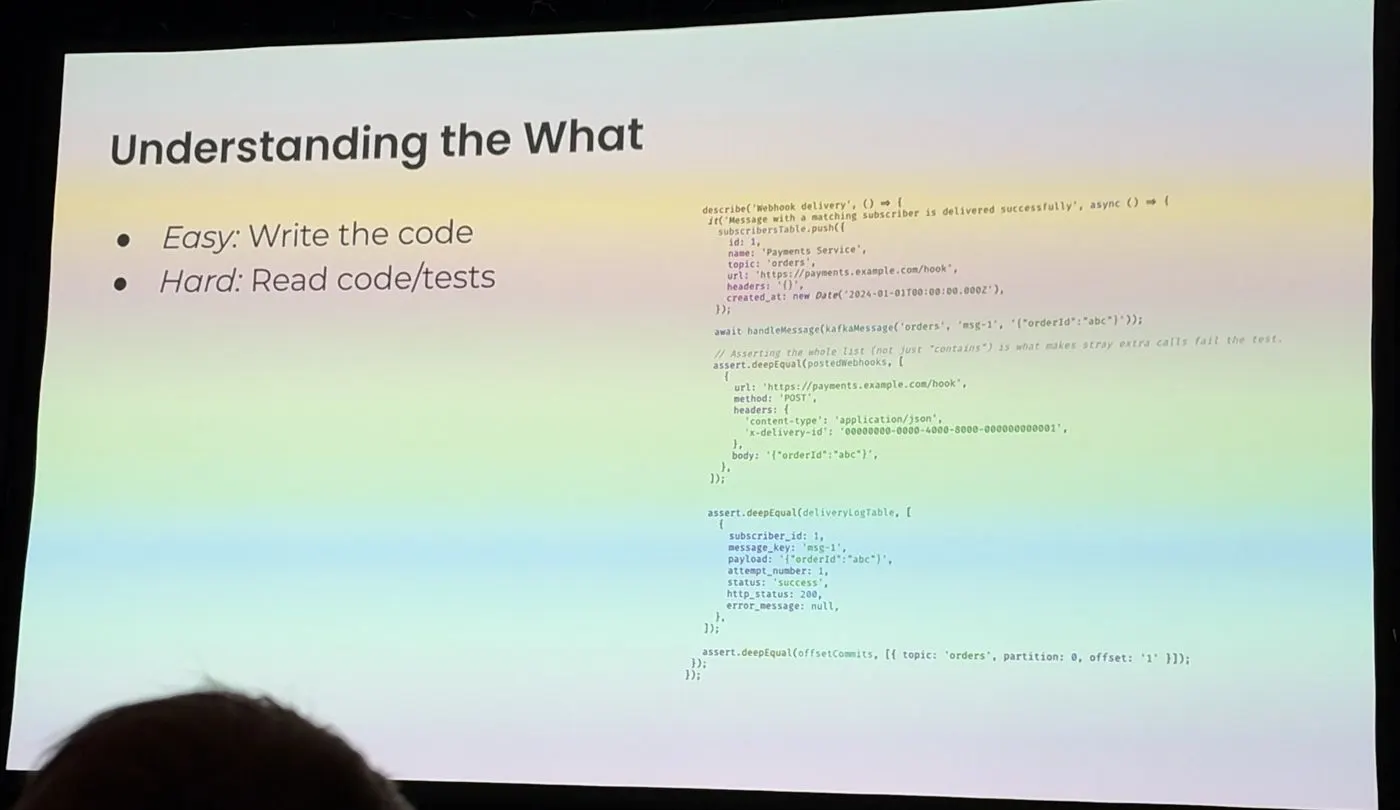 Understanding the What
● Easy: Write the code
● Hard: Read code/tests
describe('Webhook delivery', () => {
it('Message with a matching subscriber is delivered successfully', async () => {
subscribersTable.push({
id: 1,
name: 'Payments Service',
topic: 'orders',
url: 'https://payments.example.com/hook',
headers: '{}',
created_at: new Date('2024-01-01T00:00:00.000Z'),
});
await handleMessage(kafkaMessage('orders', 'msg-1', '{"orderId":"abc"}'));
// Asserting the whole list (not just "contains") is what makes stray extra calls fail the test.
assert.deepEqual(postedWebhooks, [
{
url: 'https://payments.example.com/hook',
method: 'POST',
headers: {
'content-type': 'application/json',
'x-delivery-id': '00000000-0000-4000-8000-000000000001',
},
body: '{"orderId":"abc"}',
},
]);
assert.deepEqual(deliveryLogTable, [
{
subscriber_id: 1,
message_key: 'msg-1',
payload: '{"orderId":"abc"}',
attempt_number: 1,
status: 'success',
http_status: 200,
error_message: null,
},
]);
assert.deepEqual(offsetCommits, [{ topic: 'orders', partition: 0, offset: '1' }]);
});
});